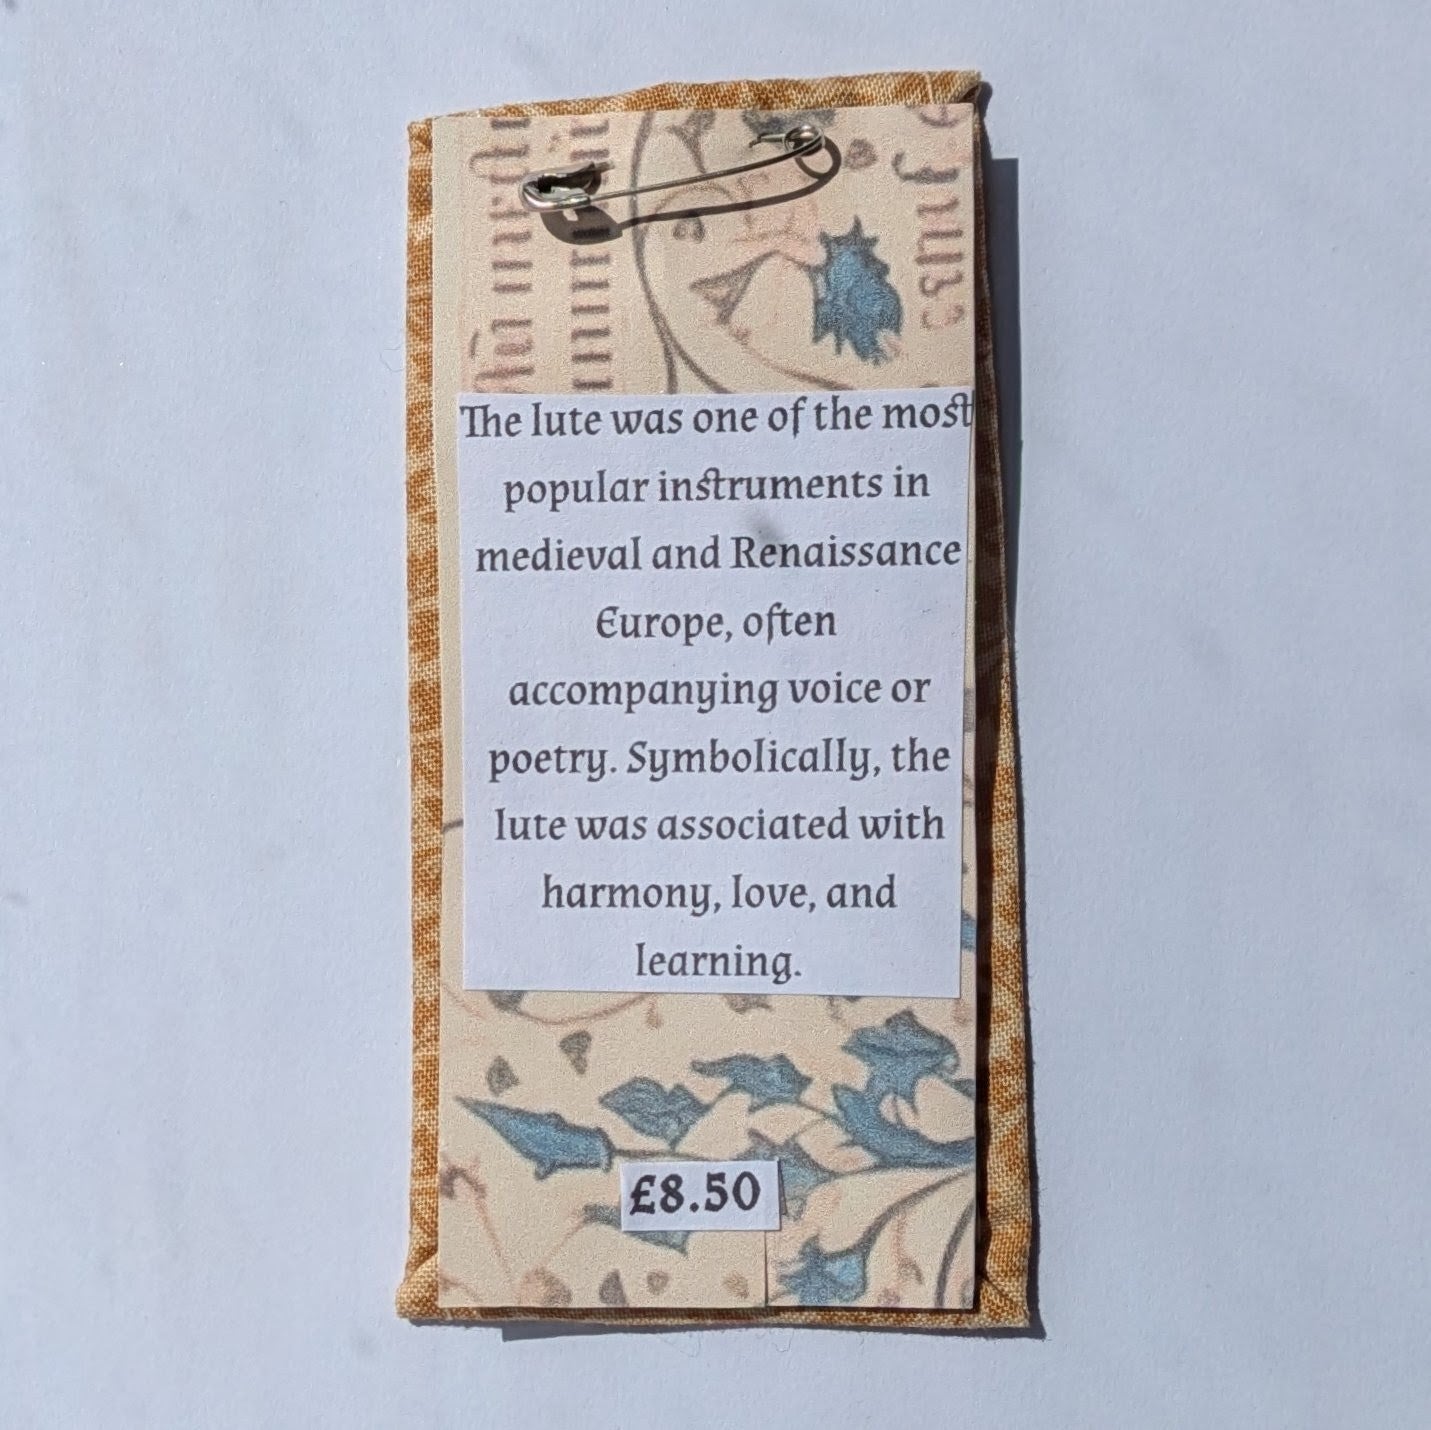 The lute was one of the most
popular instruments in
medieval and Renaissance
Europe, often
accompanying voice or
poetry. Symbolically, the
lute was associated with
harmony, love, and
learning.
£8.50